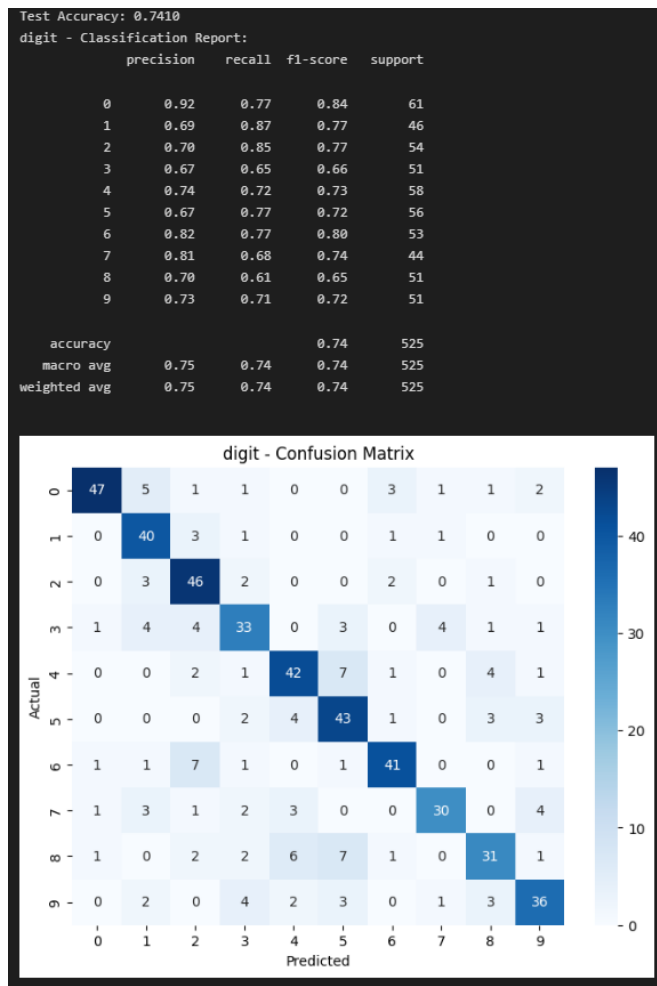 Test Accuracy: 0.7410
digit - Classification Report:
precision recall f1-score support
0 0.92 0.77 0.84 61
1 0.69 0.87 0.77 46
2 0.70 0.85 0.77 54
3 0.67 0.65 0.66 51
4 0.74 0.72 0.73 58
5 0.67 0.77 0.72 56
6 0.82 0.77 0.80 53
7 0.81 0.68 0.74 44
8 0.70 0.61 0.65 51
9 0.73 0.71 0.72 51
accuracy 0.74 525
macro avg 0.75 0.74 0.74 525
weighted avg 0.75 0.74 0.74 525
digit - Confusion Matrix
0 47 5 1 1 0 0 3 1 1 2
1 0 40 3 1 0 0 1 1 0 0
2 0 3 46 2 0 0 2 0 1 0
3 1 4 4 33 0 3 0 4 1 1
4 0 0 2 1 42 7 1 0 4 1
5 0 0 0 2 4 43 1 0 3 3
6 1 1 7 1 0 1 41 0 0 1
7 1 3 1 2 3 0 0 30 0 4
8 1 0 2 2 6 7 1 0 31 1
9 0 2 0 4 2 3 0 1 3 36
0 1 2 3 4 5 6 7 8 9
Predicted
Actual
40
30
20
10
0